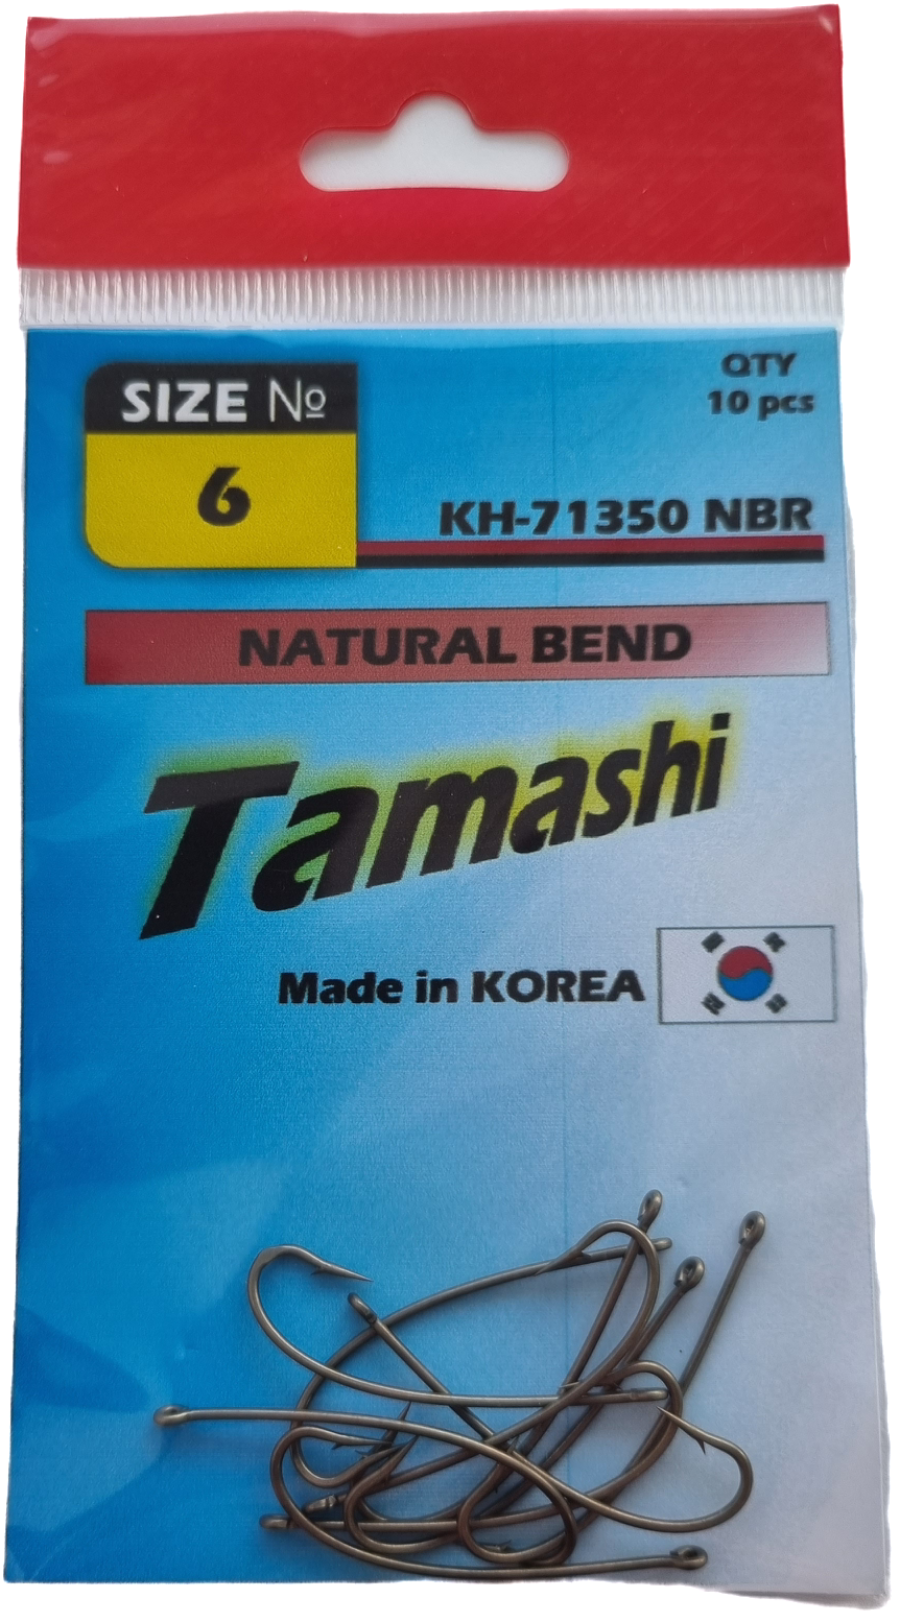 SIZE №
6
QTY
10 pcs
KH-71350 NBR
NATURAL BEND
Tamashi
Made in KOREA